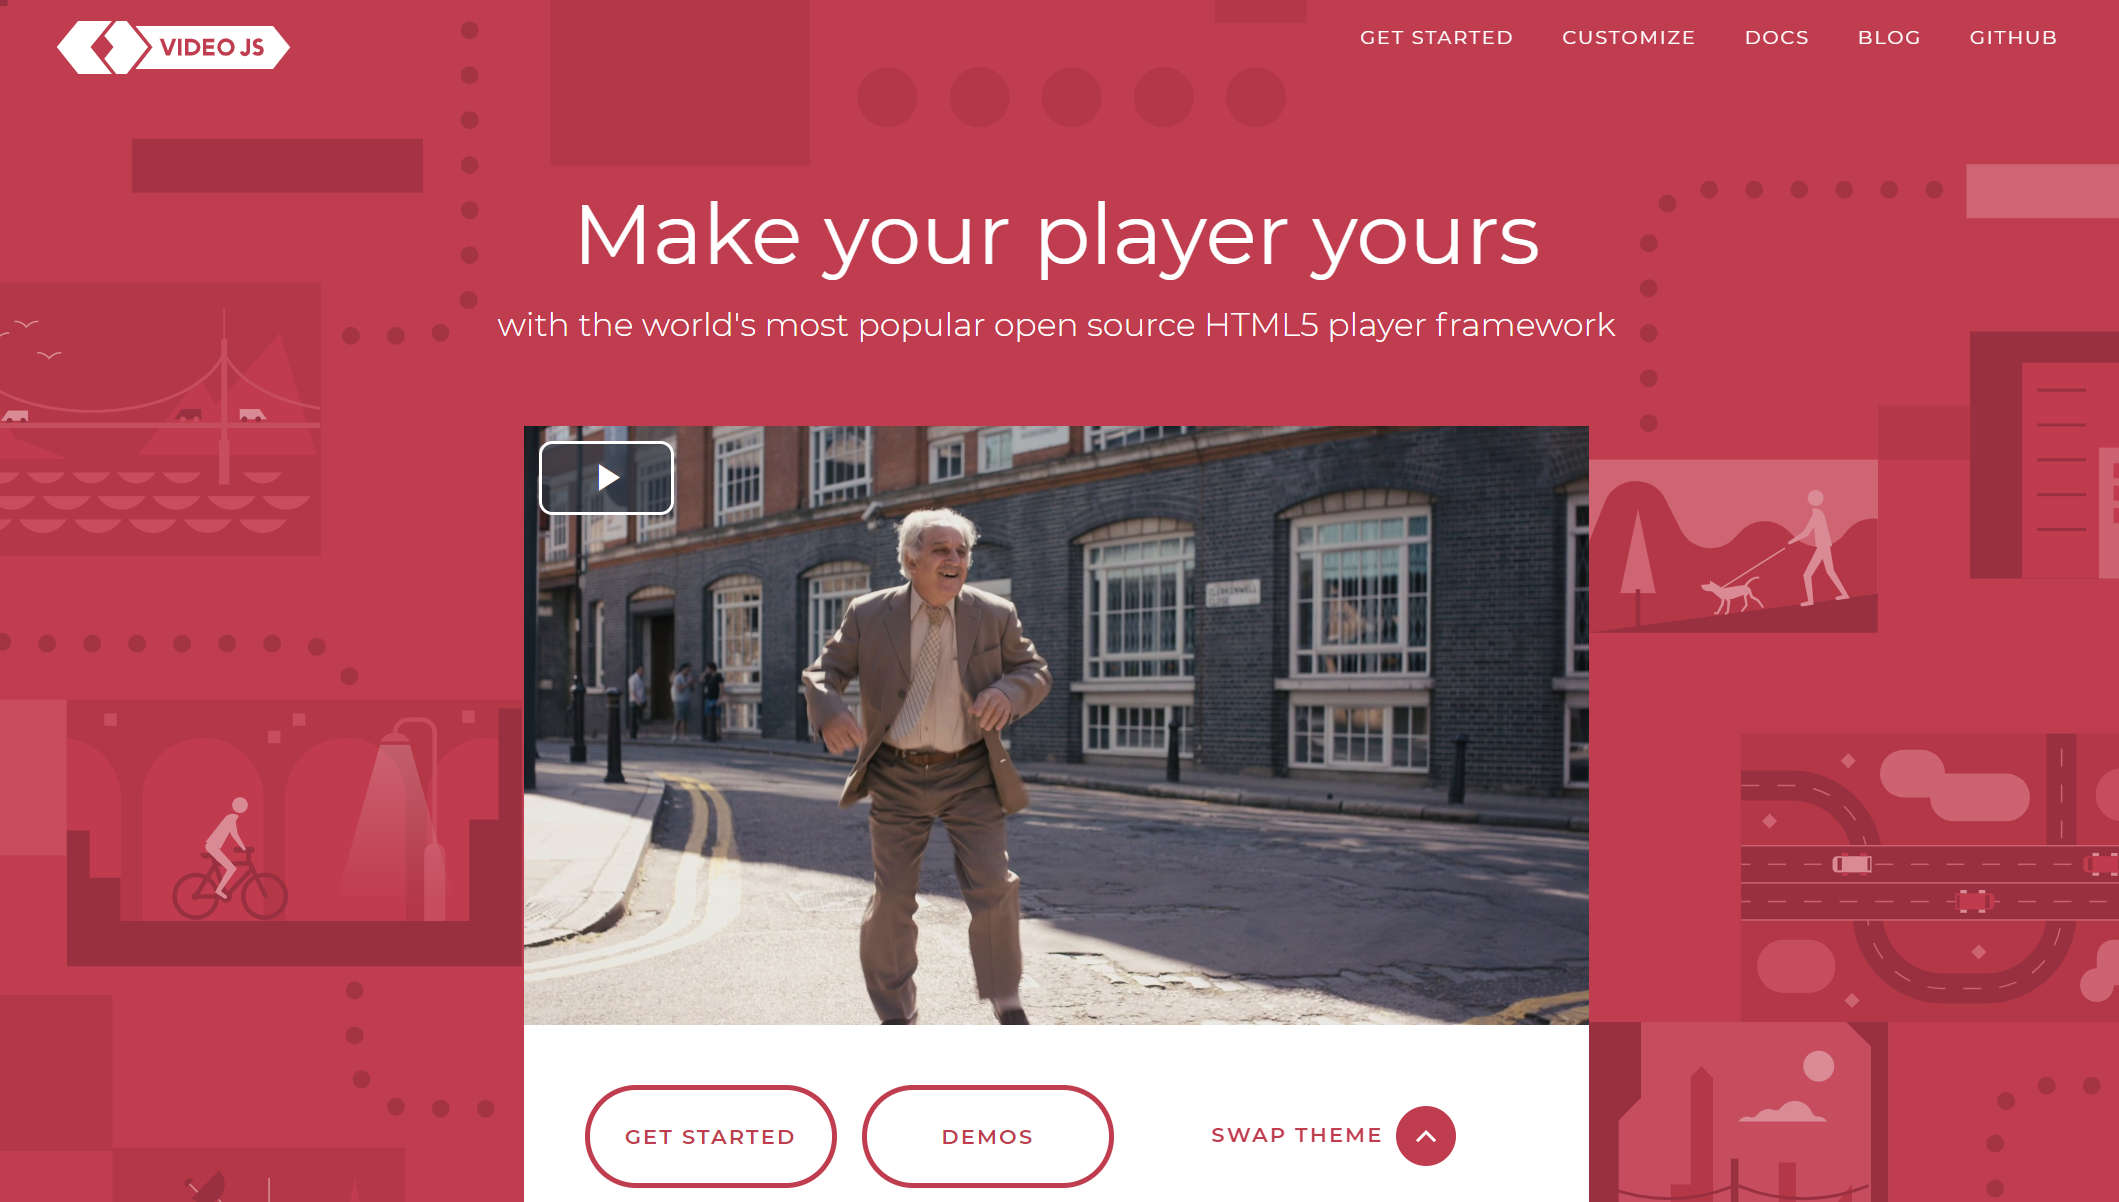 VIDEO JS
GET STARTED
CUSTOMIZE
DOCS
BLOG
GITHUB
Make your player yours
with the world's most popular open source HTML5 player framework
CLERKENWELL
CLOSE
GET STARTED
DEMOS
SWAP THEME